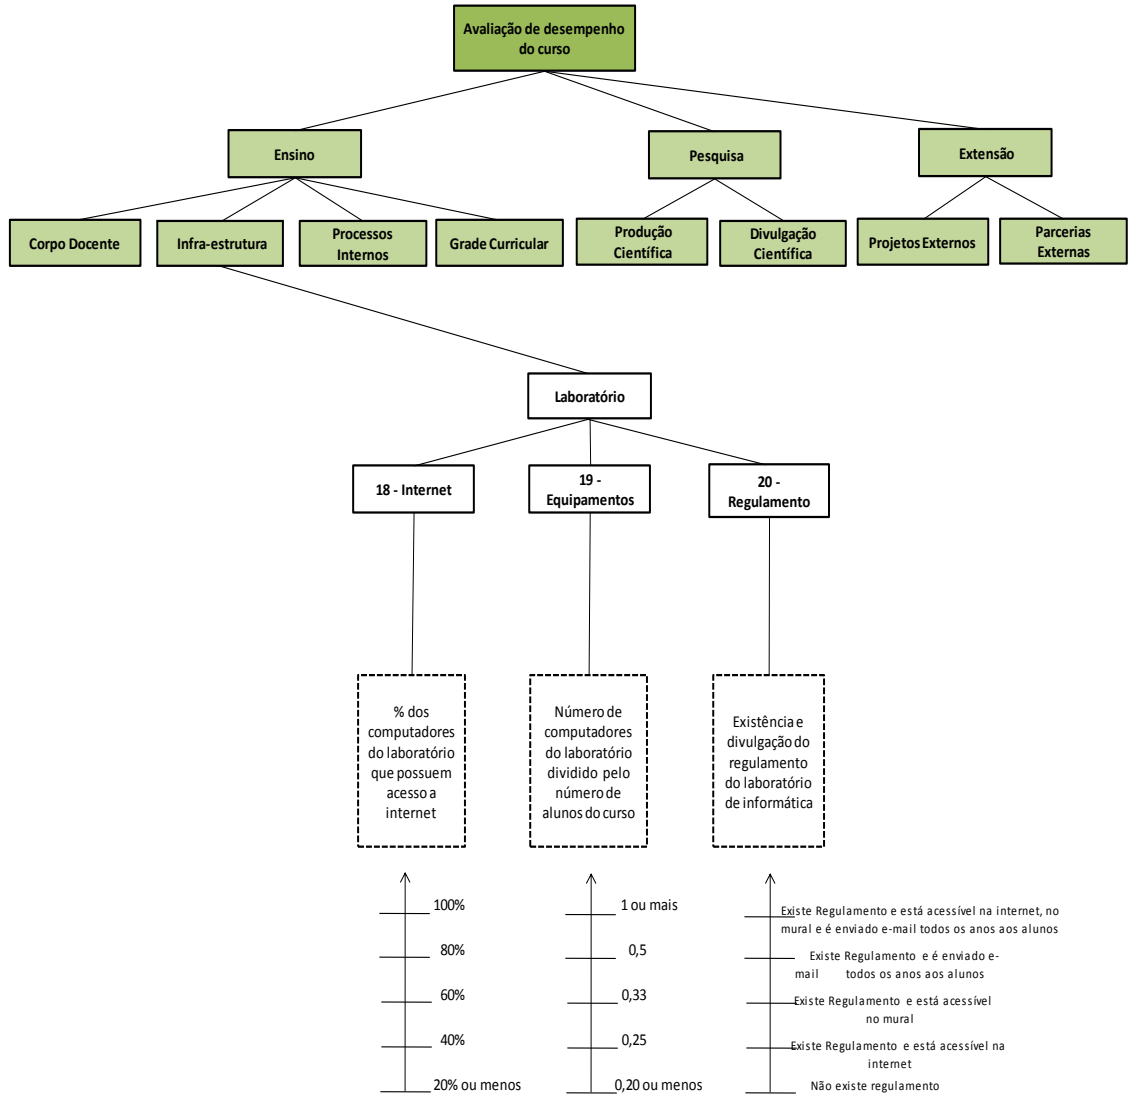 Avaliação de desempenho
do curso
Ensino
Pesquisa
Extensão
Corpo Docente
Infra-estrutura
Processos
Internos
Grade Curricular
Produção
Científica
Divulgação
Científica
Projetos Externos
Parcerias
Externas
Laboratório
18 - Internet
19 -
Equipamentos
20 -
Regulamento
% dos
computadores
do laboratório
que possuem
acesso a
internet
Número de
computadores
do laboratório
dividido pelo
número de
alunos do curso
Existência e
divulgação do
regulamento
do laboratório
de informática
100%
80%
60%
40%
20% ou menos
1 ou mais
0,5
0,33
0,25
0,20 ou menos
Existe Regulamento e está acessível na internet, no
mural e é enviado e-mail todos os anos aos alunos
Existe Regulamento e é enviado e-
mail todos os anos aos alunos
Existe Regulamento e está acessível
no mural
Existe Regulamento e está acessível na
internet
Não existe regulamento